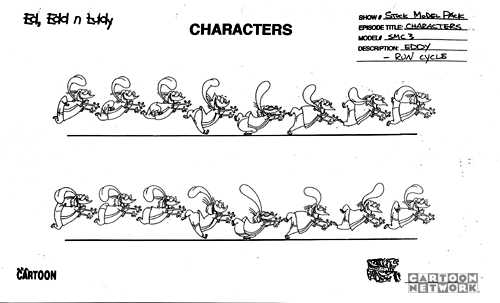 Ed, Edd n Eddy
CHARACTERS
SHOW # STOCK MODEL PACK
EPISODE TITLE: CHARACTERS
MODEL# SMC 3
DESCRIPTION: EDDY
- RUN CYCLE
CARTOON
CARTOON
NETWORK